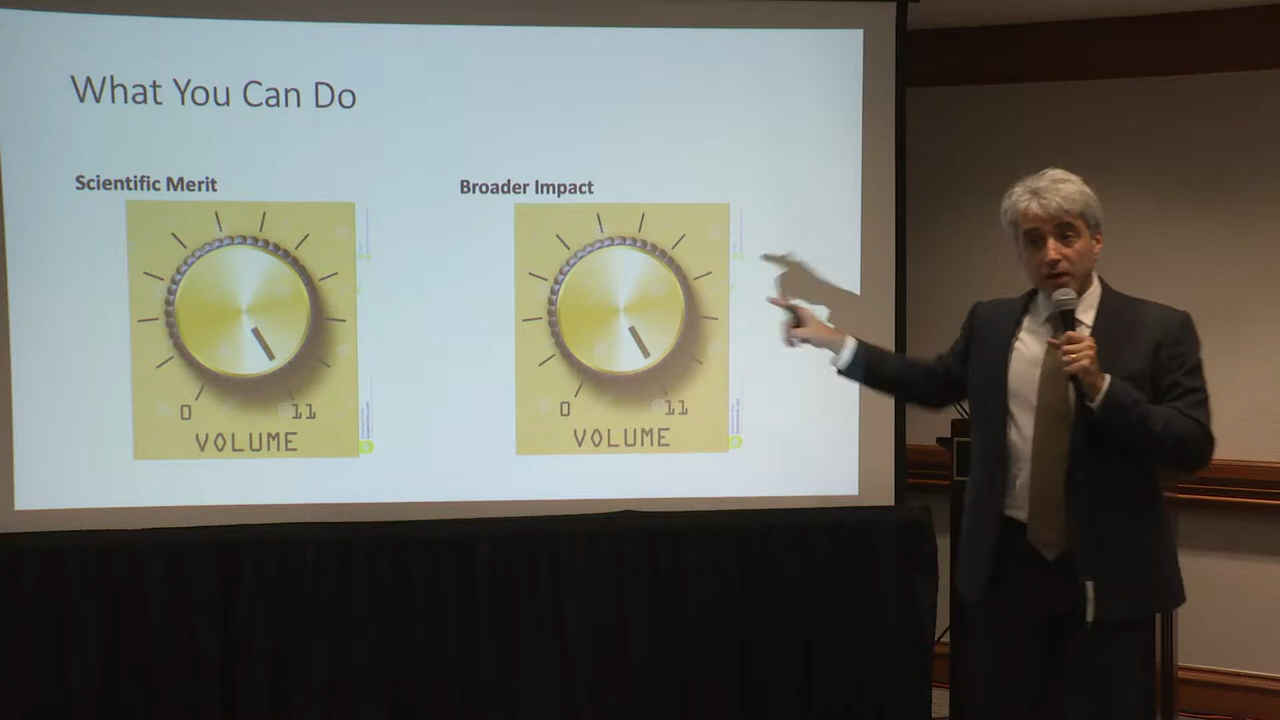 What You Can Do
Scientific Merit
Broader Impact
0
11
VOLUME
0
11
VOLUME